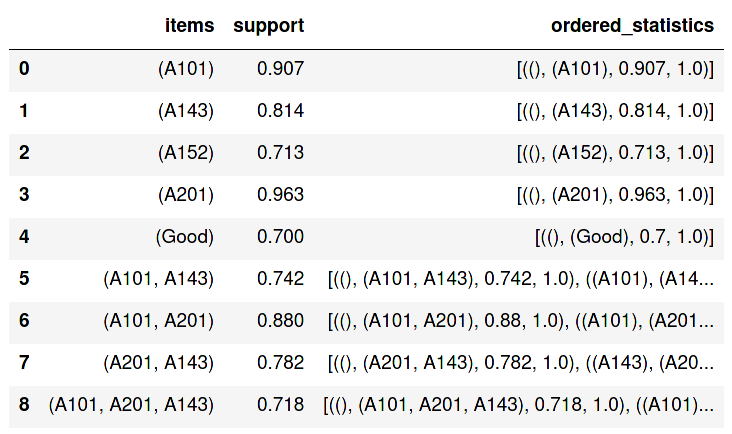 items support ordered_statistics
0 (A101) 0.907 [((), (A101), 0.907, 1.0)]
1 (A143) 0.814 [((), (A143), 0.814, 1.0)]
2 (A152) 0.713 [((), (A152), 0.713, 1.0)]
3 (A201) 0.963 [((), (A201), 0.963, 1.0)]
4 (Good) 0.700 [((), (Good), 0.7, 1.0)]
5 (A101, A143) 0.742 [((), (A101, A143), 0.742, 1.0), ((A101), (A14...
6 (A101, A201) 0.880 [((), (A101, A201), 0.88, 1.0), ((A101), (A201...
7 (A201, A143) 0.782 [((), (A201, A143), 0.782, 1.0), ((A143), (A20...
8 (A101, A201, A143) 0.718 [((), (A101, A201, A143), 0.718, 1.0), ((A101)...